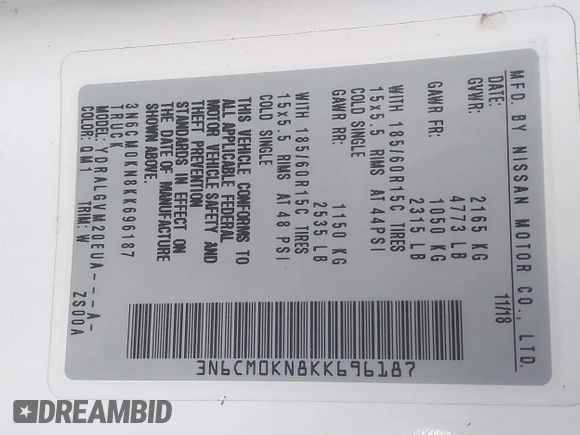 MFD. BY NISSAN MOTOR CO., LTD.
DATE: 11/18
GVWR: 2165 KG
4773 LB
GAWR FR: 1050 KG
2315 LB
WITH 185/60R15C TIRES
15x5.5 RIMS AT 44PSI
COLD SINGLE
GAWR RR: 1150 KG
2535 LB
WITH 185/60R15C TIRES
15x5.5 RIMS AT 48 PSI
COLD SINGLE
THIS VEHICLE CONFORMS TO
ALL APPLICABLE FEDERAL
MOTOR VEHICLE SAFETY AND
THEFT PREVENTION
STANDARDS IN EFFECT ON
THE DATE OF MANUFACTURE
SHOWN ABOVE.
3N6CM0KN8KK696187
TRUCK
MODEL: YDRALGVM20EUA---A-
COLOR: QM1 TRIM: W ZS00A
3N6CM0KN8KK696187
DREAMBID